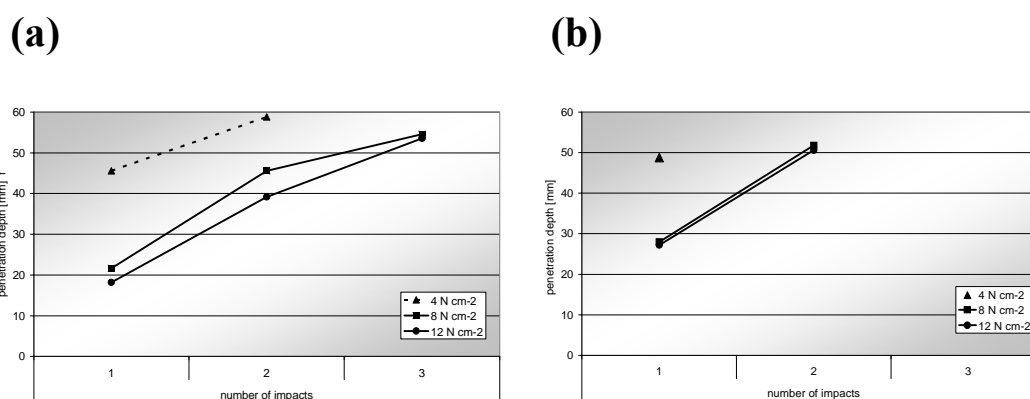 (a)
60
50
40
30
20
10
0
penetration depth [mm]
4 N cm-2
8 N cm-2
12 N cm-2
1 2 3
number of impacts
(b)
60
50
40
30
20
10
0
penetration depth [mm]
4 N cm-2
8 N cm-2
12 N cm-2
1 2 3
number of impacts